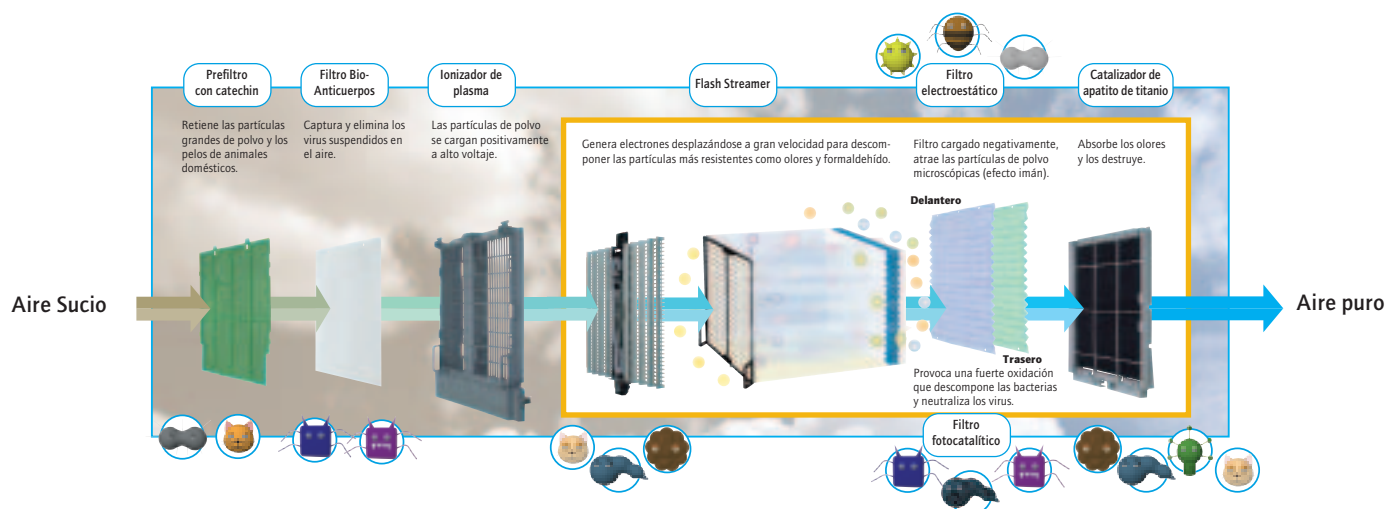 Aire Sucio
Prefiltro
con catechin
Retiene las partículas
grandes de polvo y los
pelos de animales
domésticos.
Filtro Bio-
Anticuerpos
Captura y elimina los
virus suspendidos en
el aire.
Ionizador de
plasma
Las partículas de polvo
se cargan positivamente
a alto voltaje.
Flash Streamer
Genera electrones desplazándose a gran velocidad para descom-
poner las partículas más resistentes como olores y formaldehído.
Filtro
electroestático
Filtro cargado negativamente,
atrae las partículas de polvo
microscópicas (efecto imán).
Delantero
Trasero
Provoca una fuerte oxidación
que descompone las bacterias
y neutraliza los virus.
Filtro
fotocatalítico
Catalizador de
apatito de titanio
Absorbe los olores
y los destruye.
Aire puro